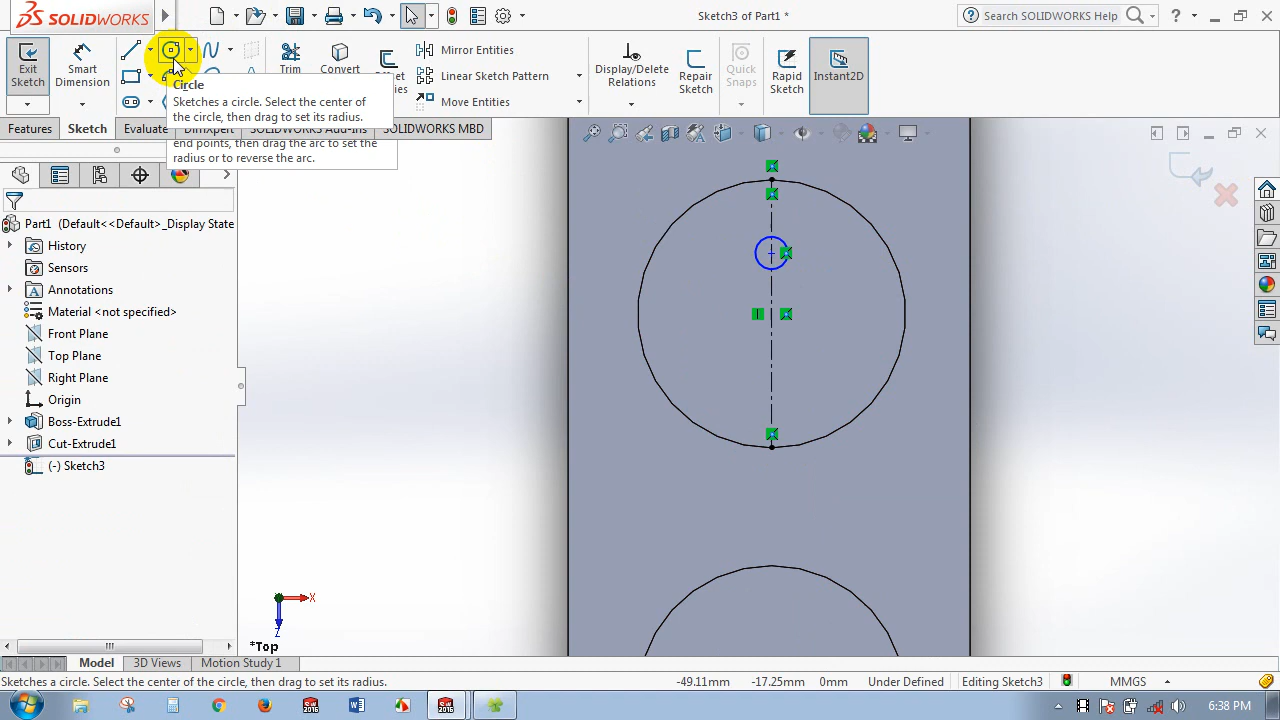 SOLIDWORKS
Sketch3 of Part1 *
Search SOLIDWORKS Help
?
Exit Sketch
Smart Dimension
Trim
Convert
Mirror Entities
Linear Sketch Pattern
Move Entities
Display/Delete Relations
Repair Sketch
Quick Snaps
Rapid Sketch
Instant2D
Circle
Sketches a circle. Select the center of
the circle, then drag to set its radius.
end points, then drag the arc to set the
radius or to reverse the arc.
Features
Sketch
Evaluate
DimXpert
SOLIDWORKS Add-Ins
SOLIDWORKS MBD
Part1 (Default<<Default>_Display State
History
Sensors
Annotations
Material <not specified>
Front Plane
Top Plane
Right Plane
Origin
Boss-Extrude1
Cut-Extrude1
(-) Sketch3
X
Z
*Top
Model
3D Views
Motion Study 1
Sketches a circle. Select the center of the circle, then drag to set its radius.
-49.11mm
-17.25mm
0mm
Under Defined
Editing Sketch3
MMGS
6:38 PM